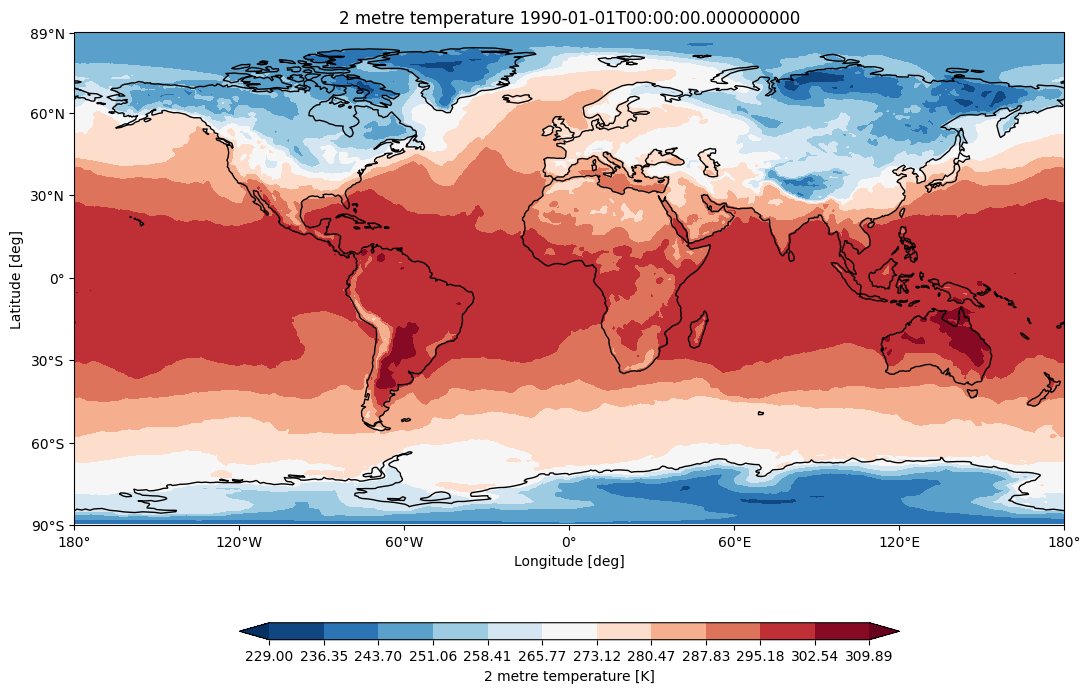 2 metre temperature 1990-01-01T00:00:00.000000000
89°N
60°N
30°N
0°
30°S
60°S
90°S
Latitude [deg]
180° 120°W 60°W 0° 60°E 120°E 180°
Longitude [deg]
229.00 236.35 243.70 251.06 258.41 265.77 273.12 280.47 287.83 295.18 302.54 309.89
2 metre temperature [K]